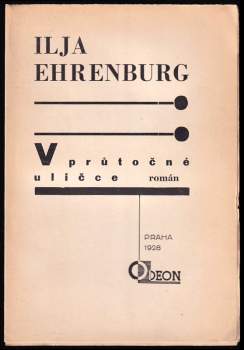 ILJA
EHRENBURG
V průtočné
uličce román
PRAHA
1928
ODEON